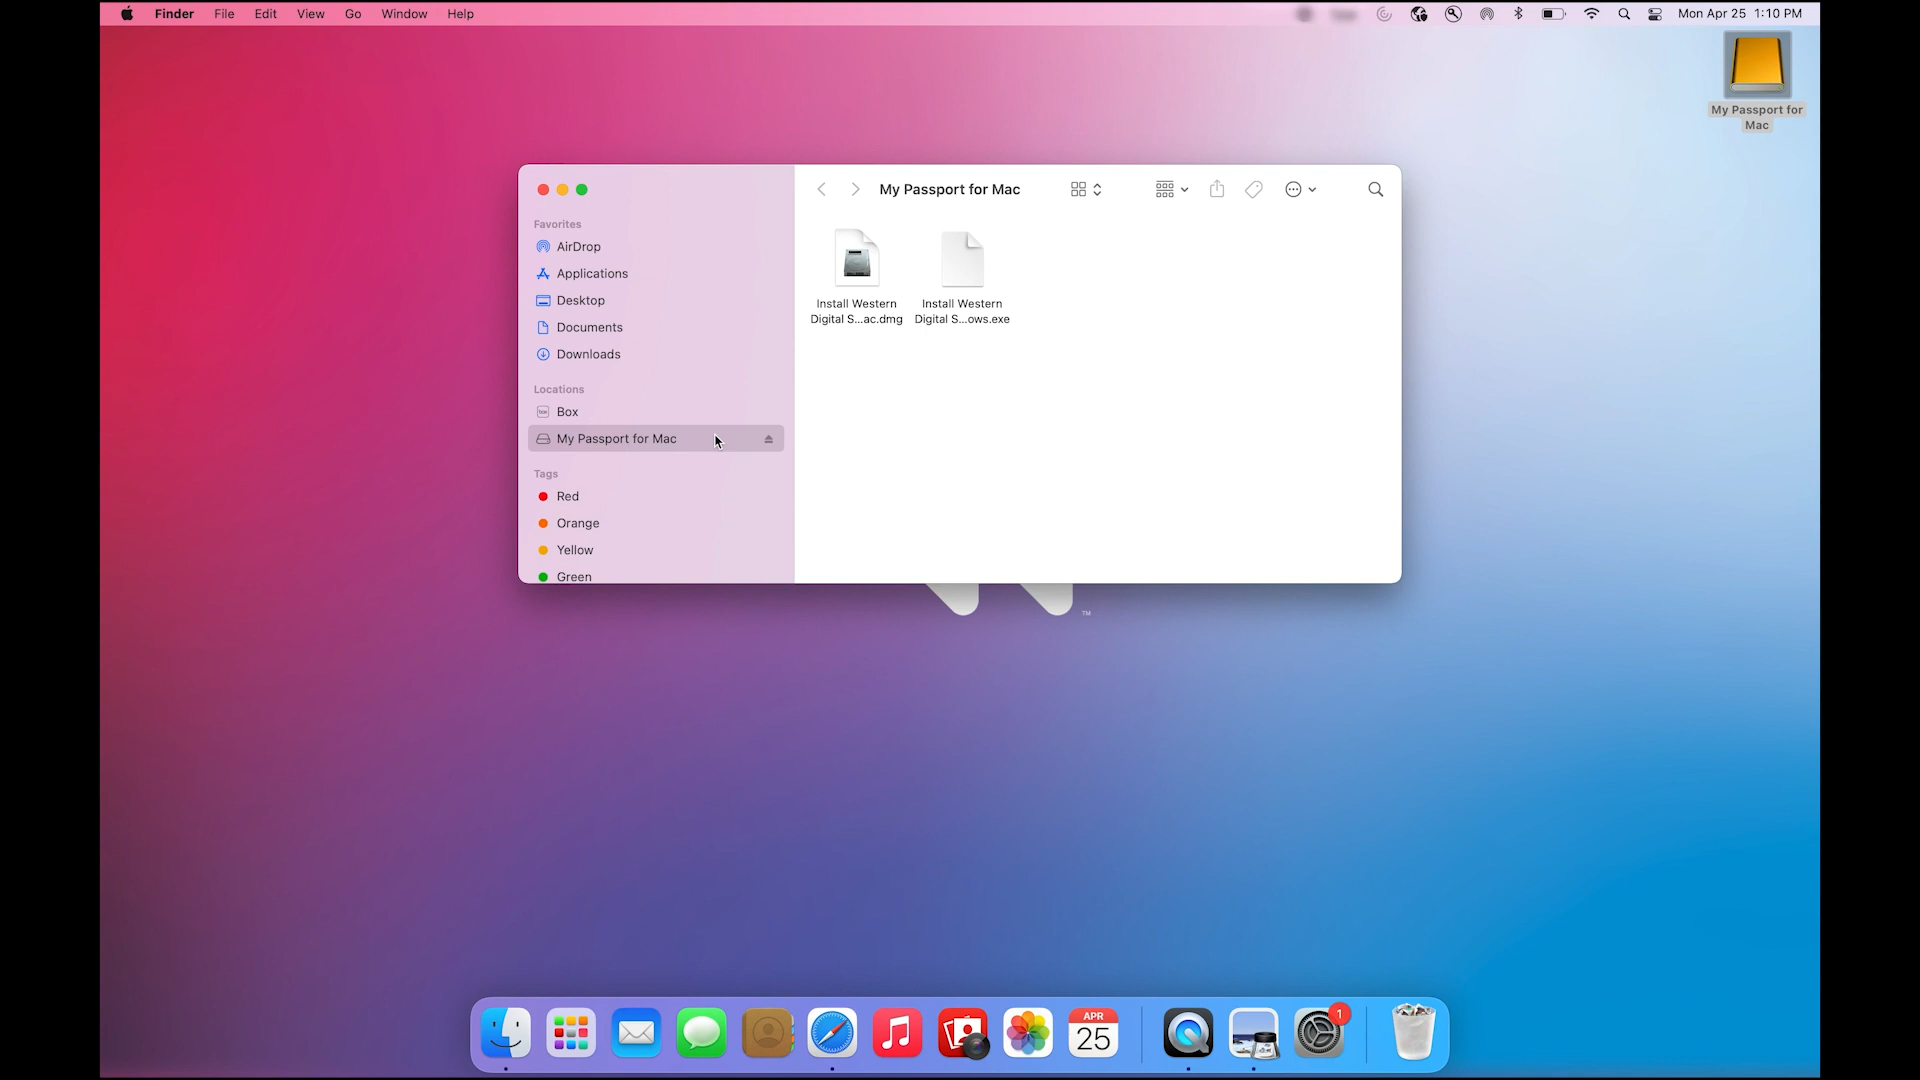 Finder File Edit View Go Window Help Mon Apr 25 1:10 PM
My Passport for
Mac
My Passport for Mac
Favorites
AirDrop
Applications
Desktop
Documents
Downloads
Locations
Box
My Passport for Mac
Tags
Red
Orange
Yellow
Green
Install Western
Digital S...ac.dmg
Install Western
Digital S...ows.exe
TM
APR
25
1